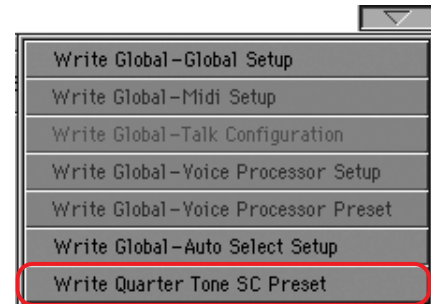 Write Global-Global Setup
Write Global-Midi Setup
Write Global-Talk Configuration
Write Global-Voice Processor Setup
Write Global-Voice Processor Preset
Write Global-Auto Select Setup
Write Quarter Tone SC Preset